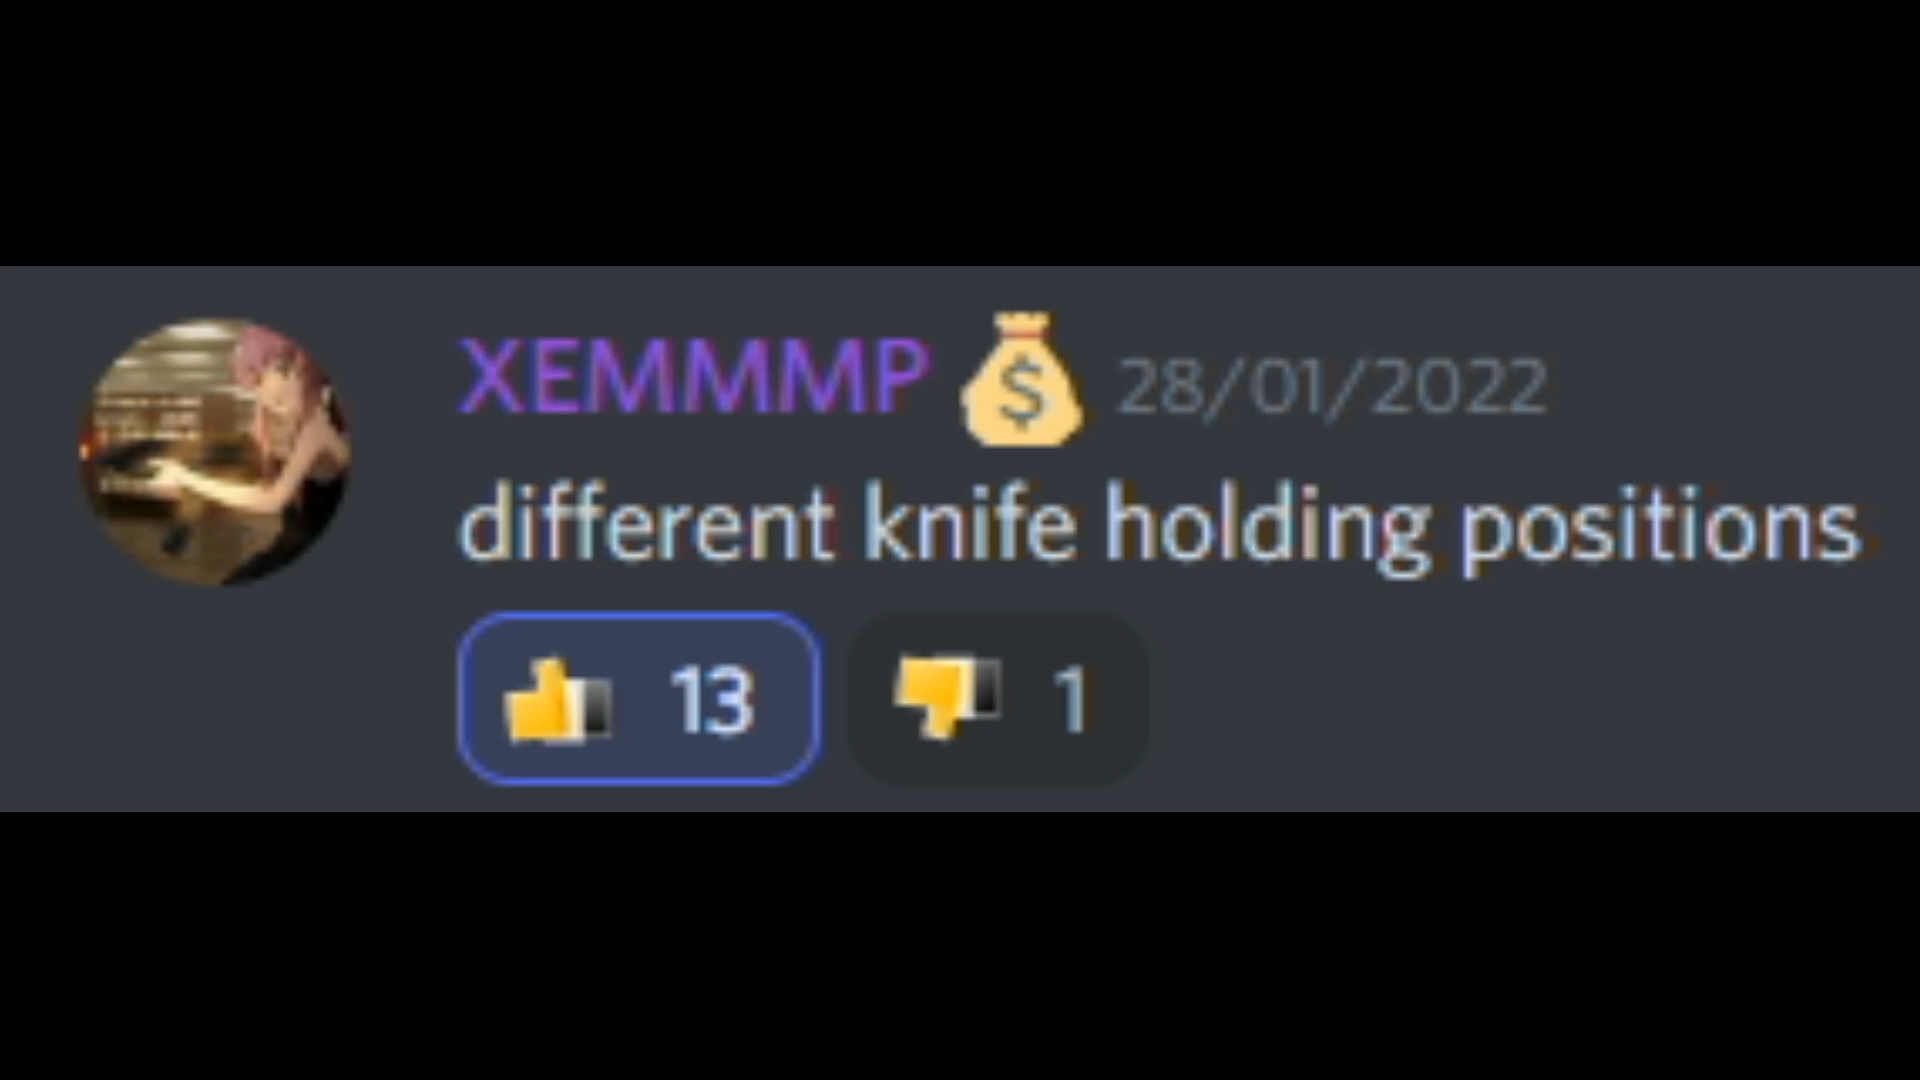 XEMMMP 💰 28/01/2022
different knife holding positions
👍 13 👎 1